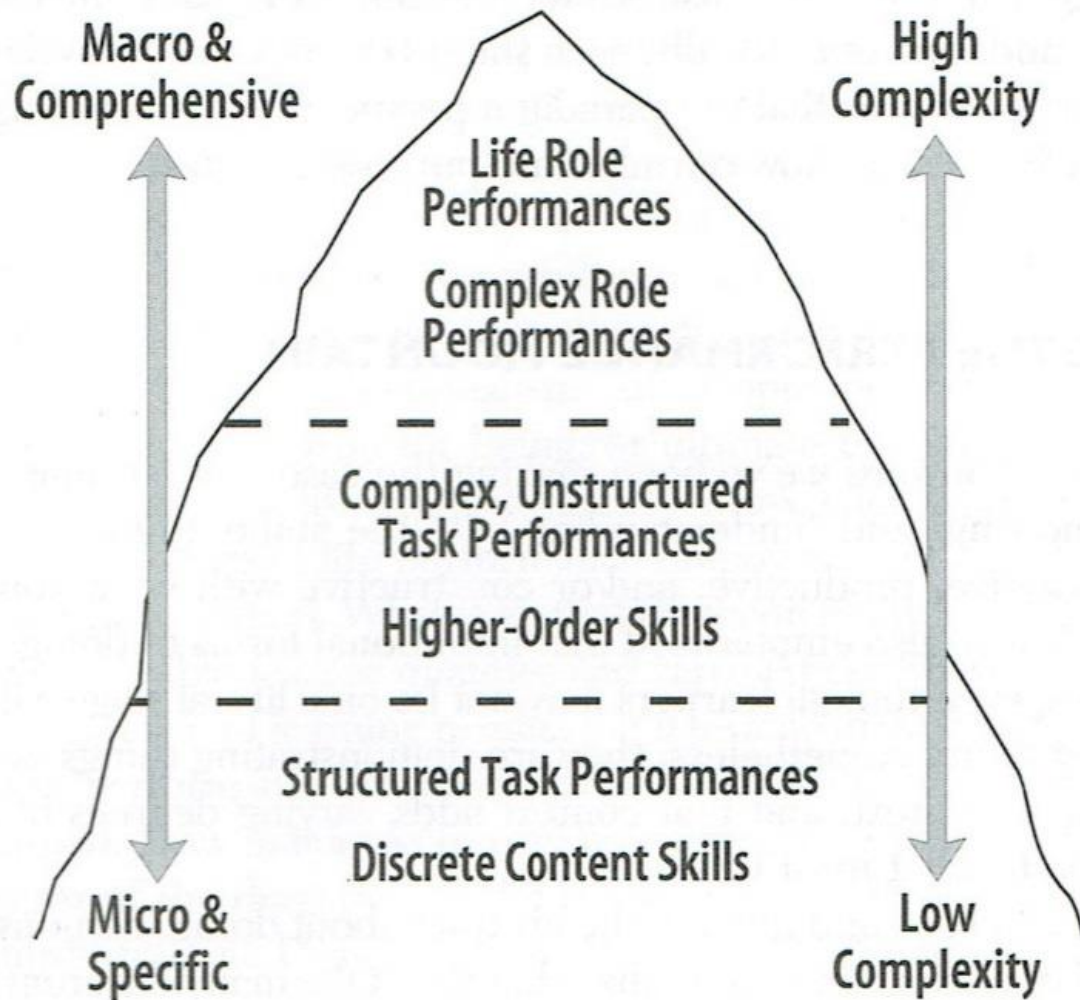 Macro &
Comprehensive
High
Complexity
Life Role
Performances
Complex Role
Performances
Complex, Unstructured
Task Performances
Higher-Order Skills
Structured Task Performances
Discrete Content Skills
Micro &
Specific
Low
Complexity